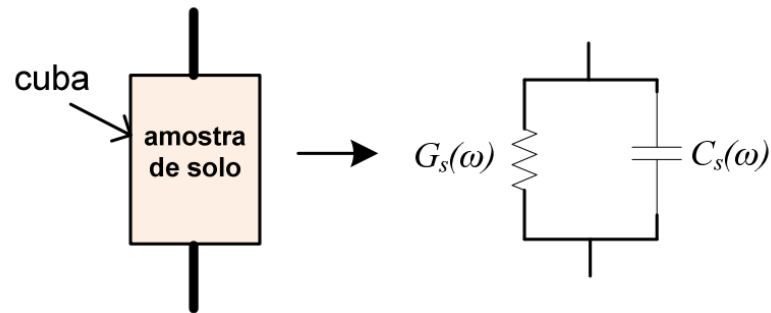 cuba
amostra
de solo
Gs(ω)
Cs(ω)